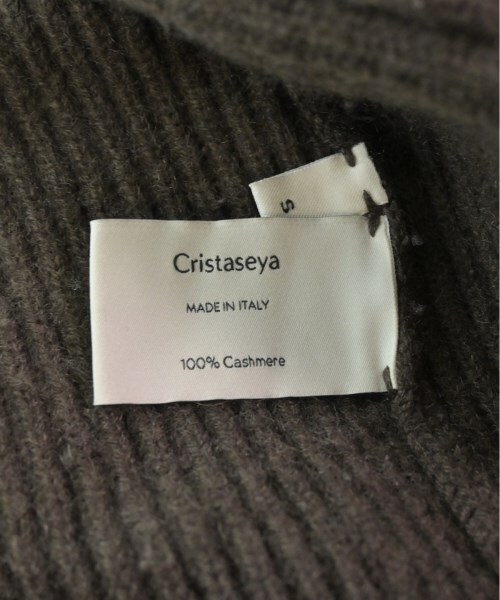 S
Cristaseya
MADE IN ITALY
100% Cashmere